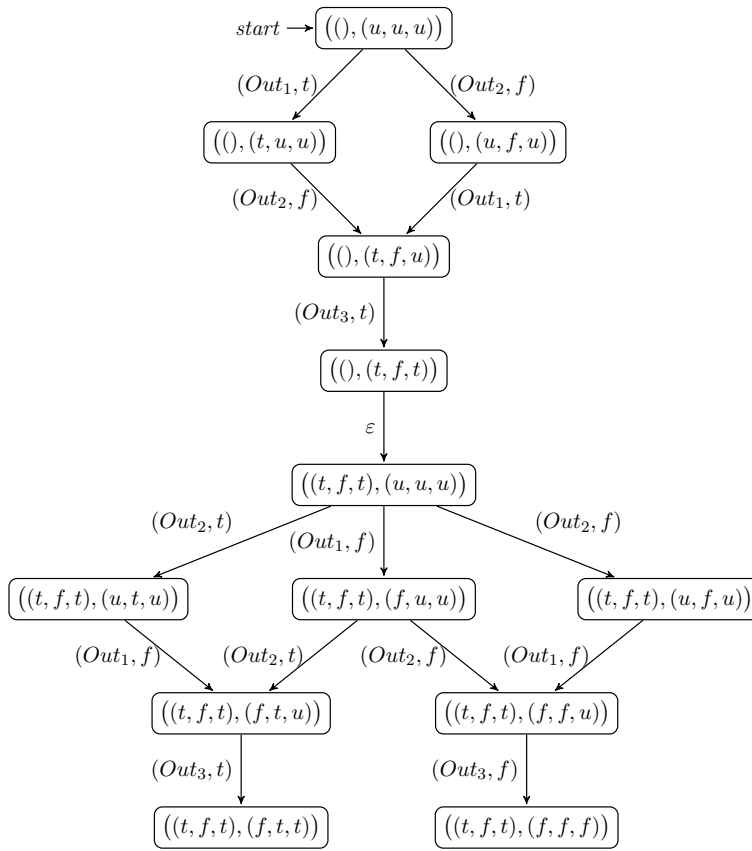 start ((), (u, u, u))
(Out₁, t) (Out₂, f)
((), (t, u, u)) ((), (u, f, u))
(Out₂, f) (Out₁, t)
((), (t, f, u))
(Out₃, t)
((), (t, f, t))
ε
((t, f, t), (u, u, u))
(Out₂, t) (Out₁, f) (Out₂, f)
((t, f, t), (u, t, u)) ((t, f, t), (f, u, u)) ((t, f, t), (u, f, u))
(Out₁, f) (Out₂, t) (Out₂, f) (Out₁, f)
((t, f, t), (f, t, u)) ((t, f, t), (f, f, u))
(Out₃, t) (Out₃, f)
((t, f, t), (f, t, t)) ((t, f, t), (f, f, f))